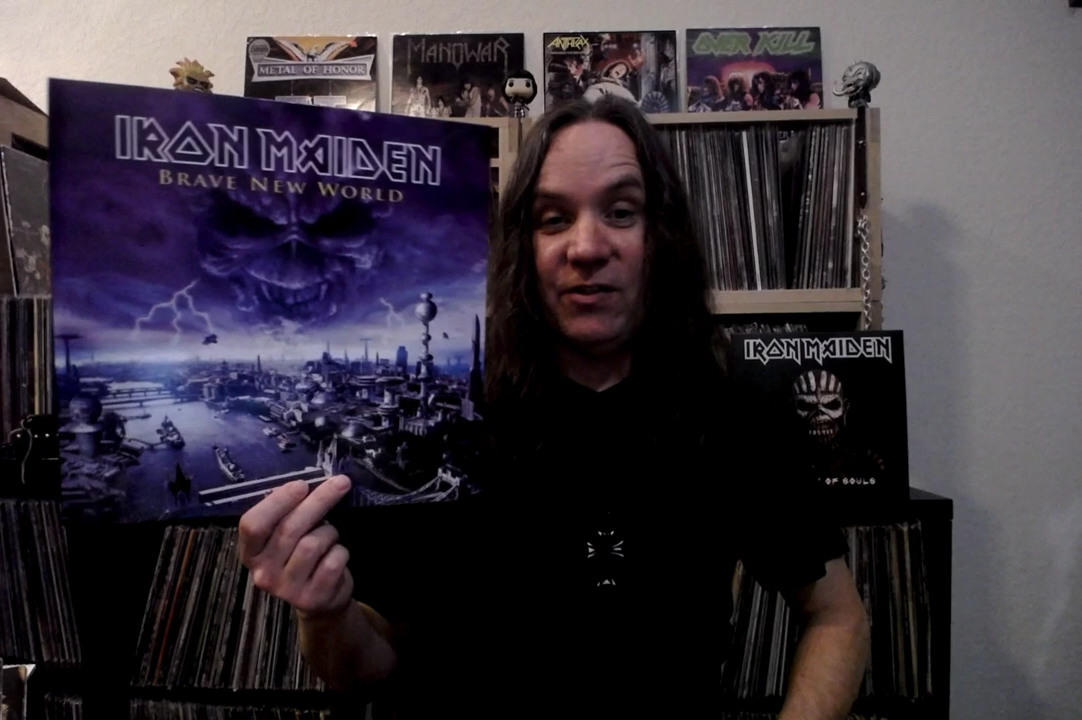 METAL OF HONOR
MANOWAR
ANTHRAX
OVER KILL
IRON MAIDEN
BRAVE NEW WORLD
IRON MAIDEN
OF SOULS